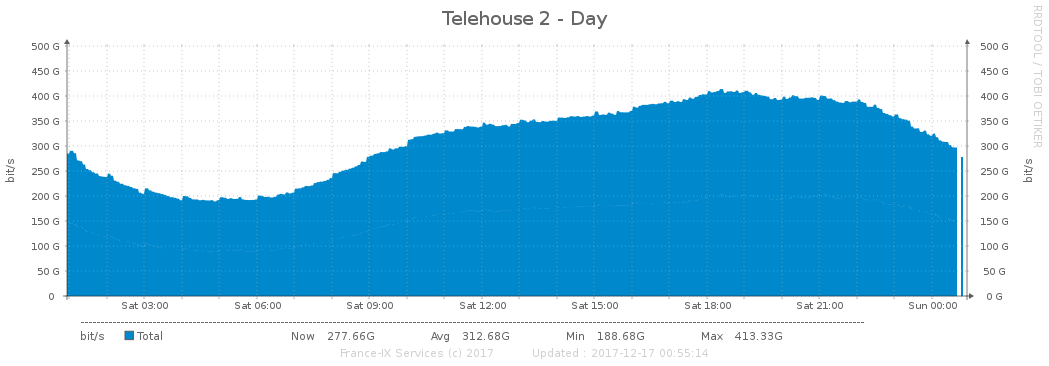 Telehouse 2 - Day
RRDTOOL / TOBI OETIKER
500 G 500 G
450 G 450 G
400 G 400 G
350 G 350 G
300 G 300 G
250 G 250 G
200 G 200 G
150 G 150 G
100 G 100 G
50 G 50 G
0 0 G
bit/s bit/s
Sat 03:00 Sat 06:00 Sat 09:00 Sat 12:00 Sat 15:00 Sat 18:00 Sat 21:00 Sun 00:00
bit/s Total Now 277.66G Avg 312.68G Min 188.68G Max 413.33G
France-IX Services (c) 2017 Updated : 2017-12-17 00:55:14